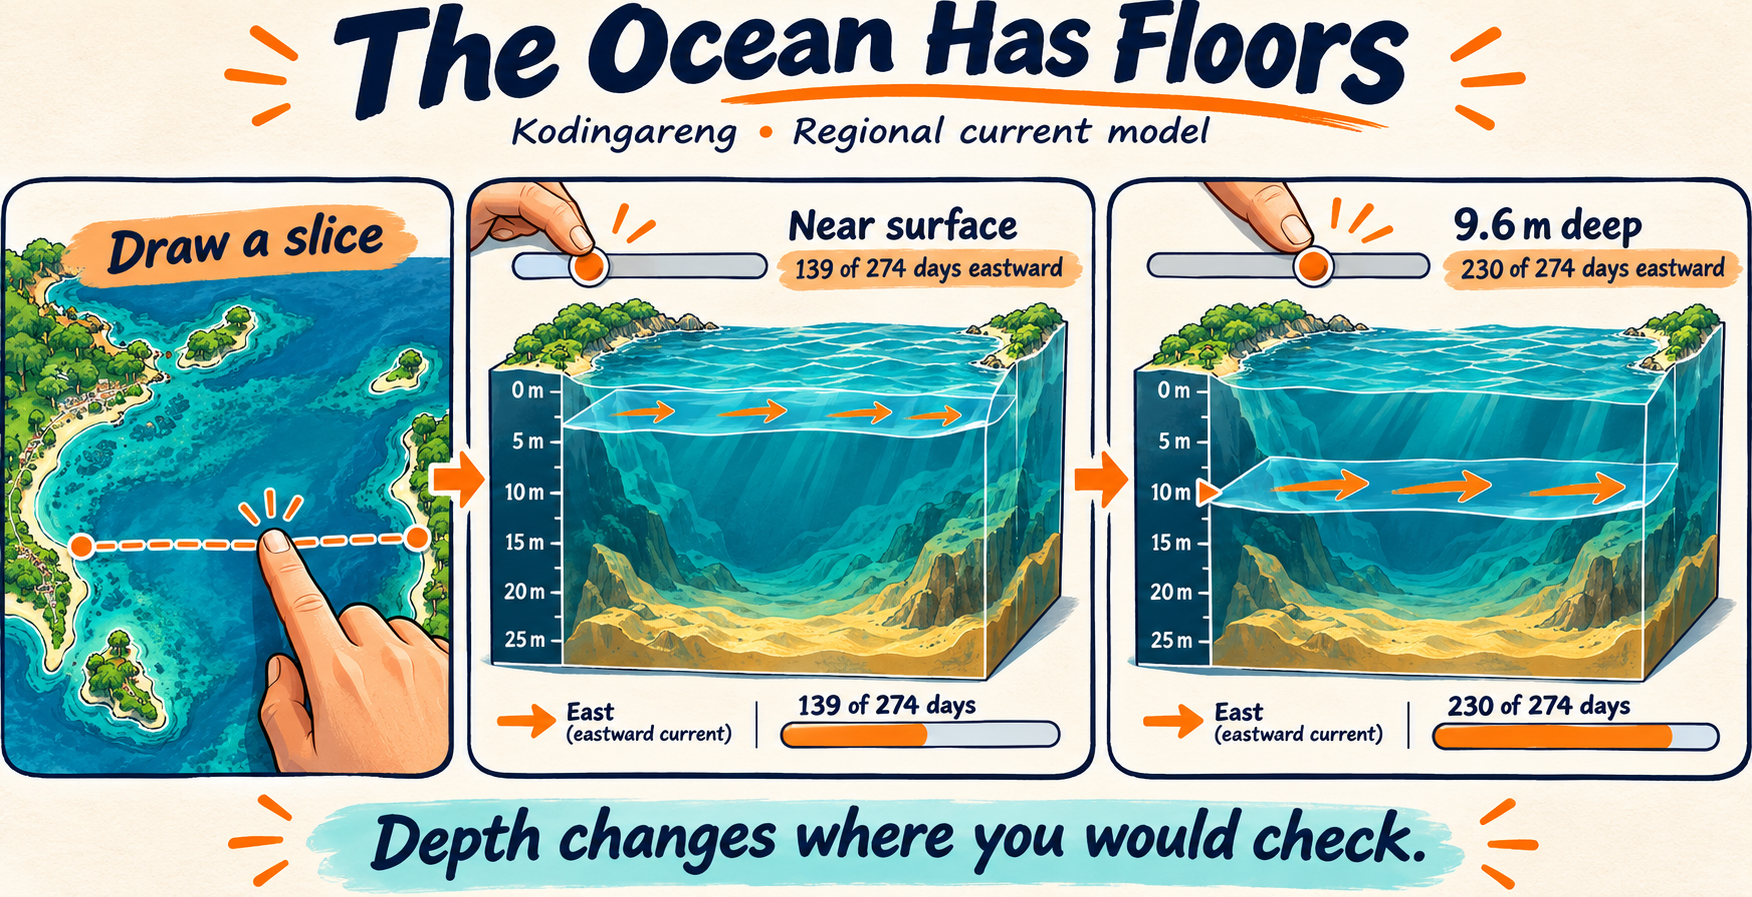 The Ocean Has Floors
Kodingareng • Regional current model
Draw a slice
Near surface
139 of 274 days eastward
0 m
5 m
10 m
15 m
20 m
25 m
East
(eastward current)
139 of 274 days
9.6 m deep
230 of 274 days eastward
0 m
5 m
10 m
15 m
20 m
25 m
East
(eastward current)
230 of 274 days
Depth changes where you would check.